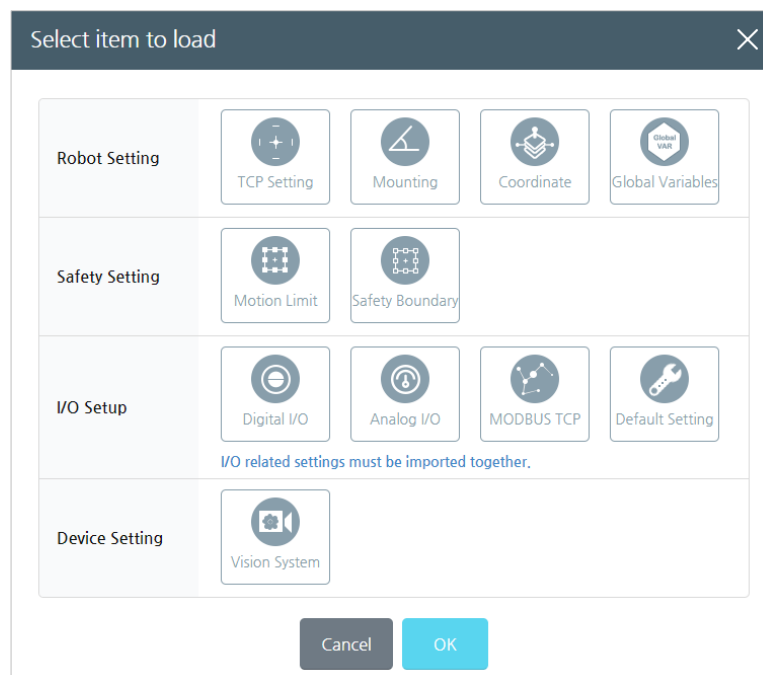 Select item to load
Robot Setting
TCP Setting
Mounting
Coordinate
Global
VAR
Global Variables
Safety Setting
Motion Limit
Safety Boundary
I/O Setup
Digital I/O
Analog I/O
MODBUS TCP
Default Setting
I/O related settings must be imported together.
Device Setting
Vision System
Cancel
OK